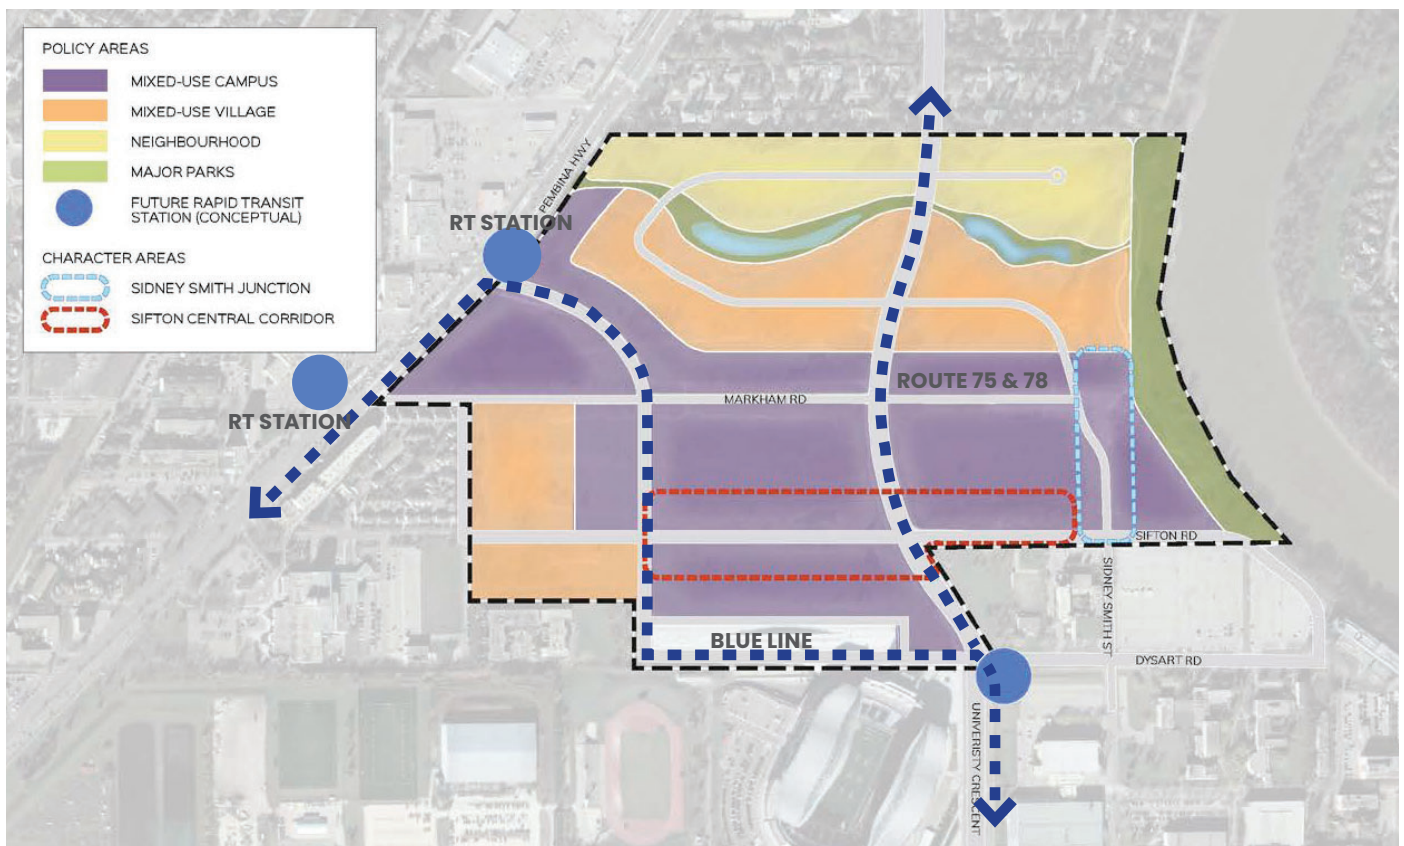 POLICY AREAS
MIXED-USE CAMPUS
MIXED-USE VILLAGE
NEIGHBOURHOOD
MAJOR PARKS
FUTURE RAPID TRANSIT
STATION (CONCEPTUAL)
CHARACTER AREAS
SIDNEY SMITH JUNCTION
SIFTON CENTRAL CORRIDOR
PEMBINA HWY
RT STATION
RT STATION
ROUTE 75 & 78
MARKHAM RD
SIFTON RD
SIDNEY SMITH ST
BLUE LINE
DYSART RD
UNIVERISTY CRESCENT